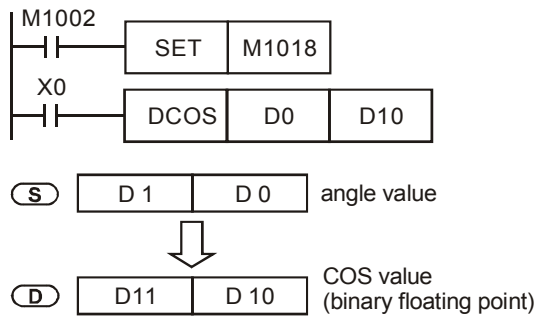 M1002
SET M1018
X0
DCOS D0 D10
S D 1 D 0 angle value
D D11 D 10 COS value
(binary floating point)